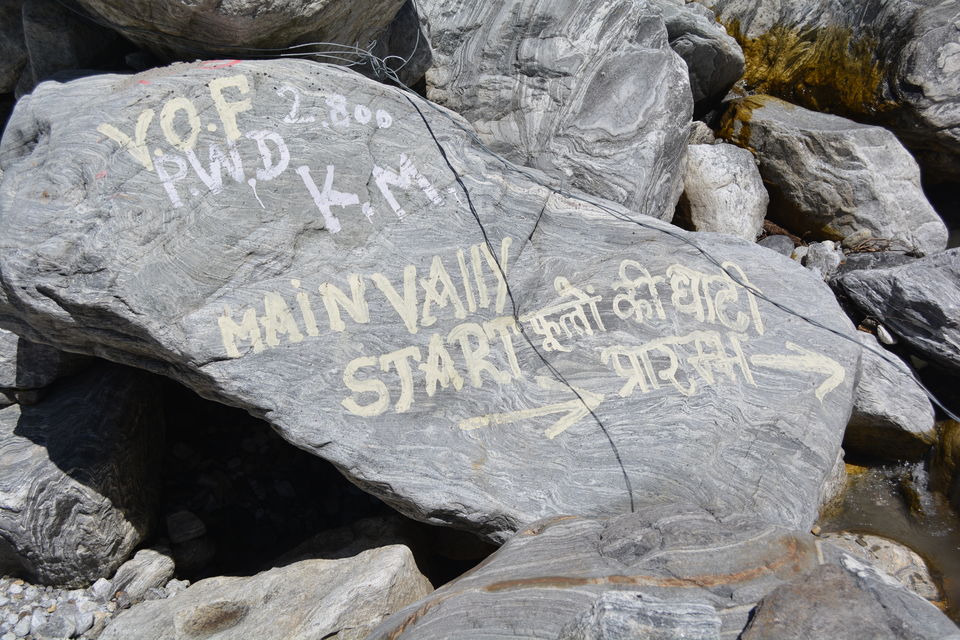 V.O.F 2.800
P.W.D K.M.
MAIN VALLY फूलों की घाटी
START प्रारम्भ